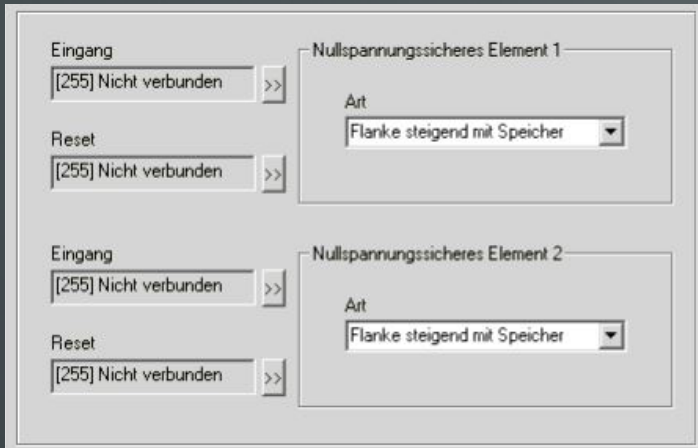 Eingang
[255] Nicht verbunden
>>
Reset
[255] Nicht verbunden
>>
Nullspannungssicheres Element 1
Art
Flanke steigend mit Speicher
Eingang
[255] Nicht verbunden
>>
Reset
[255] Nicht verbunden
>>
Nullspannungssicheres Element 2
Art
Flanke steigend mit Speicher